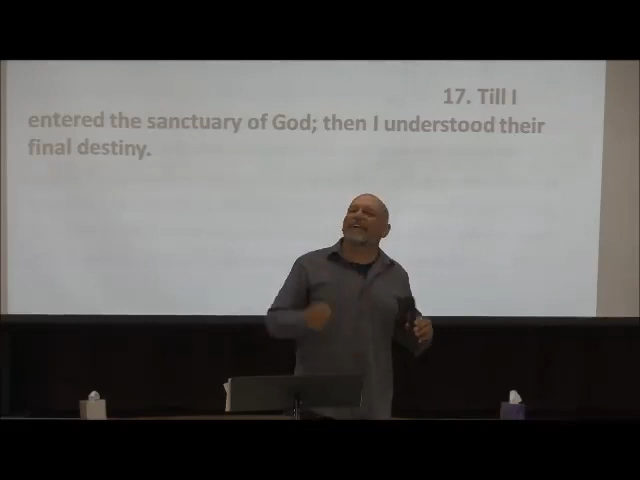 17. Till I
entered the sanctuary of God; then I understood their
final destiny.